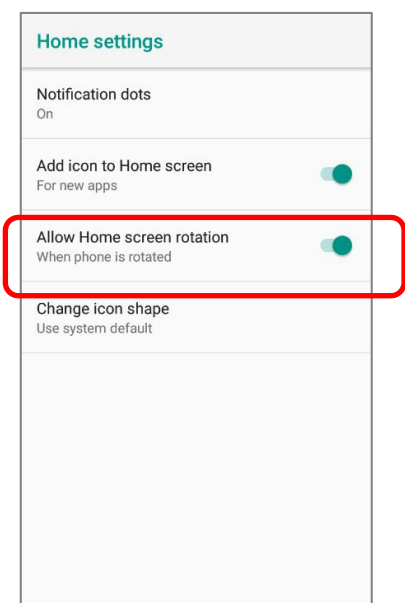 Home settings
Notification dots
On
Add icon to Home screen
For new apps
Allow Home screen rotation
When phone is rotated
Change icon shape
Use system default